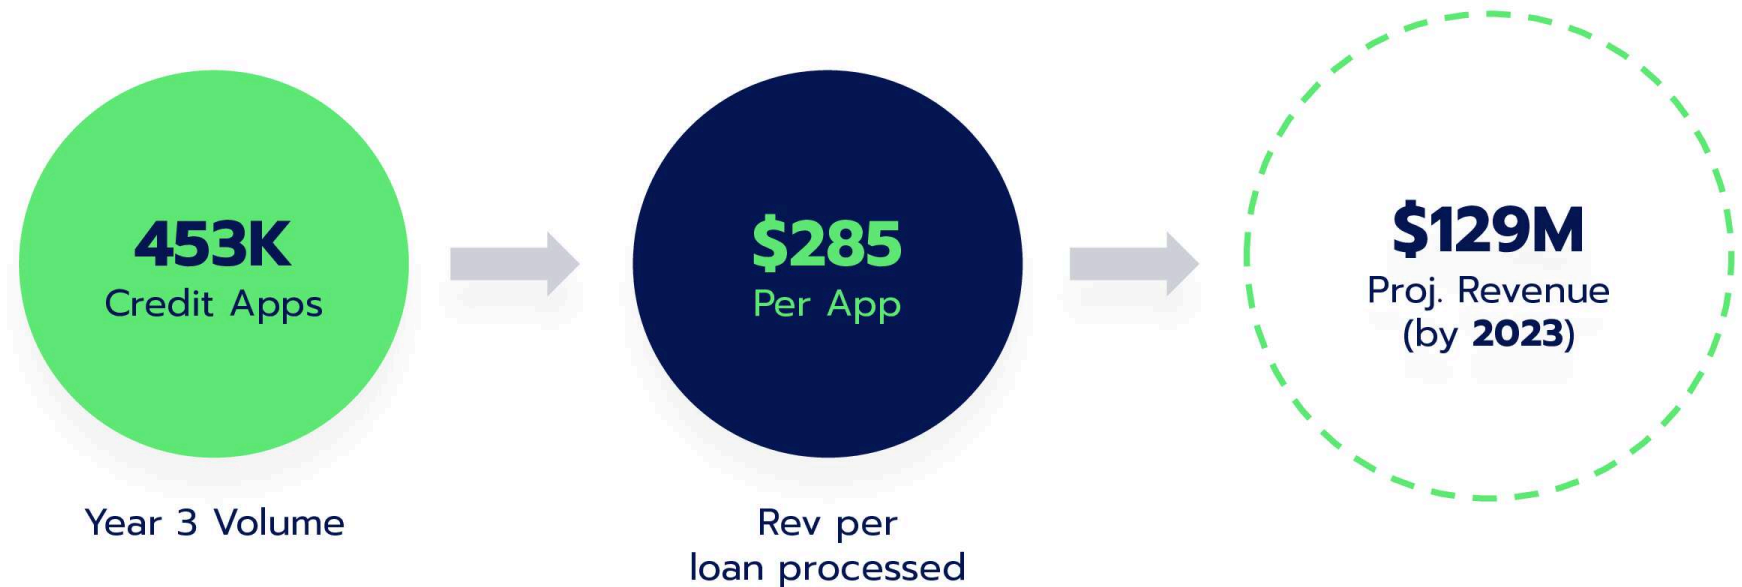 453K
Credit Apps
Year 3 Volume
$285
Per App
Rev per
loan processed
$129M
Proj. Revenue
(by 2023)